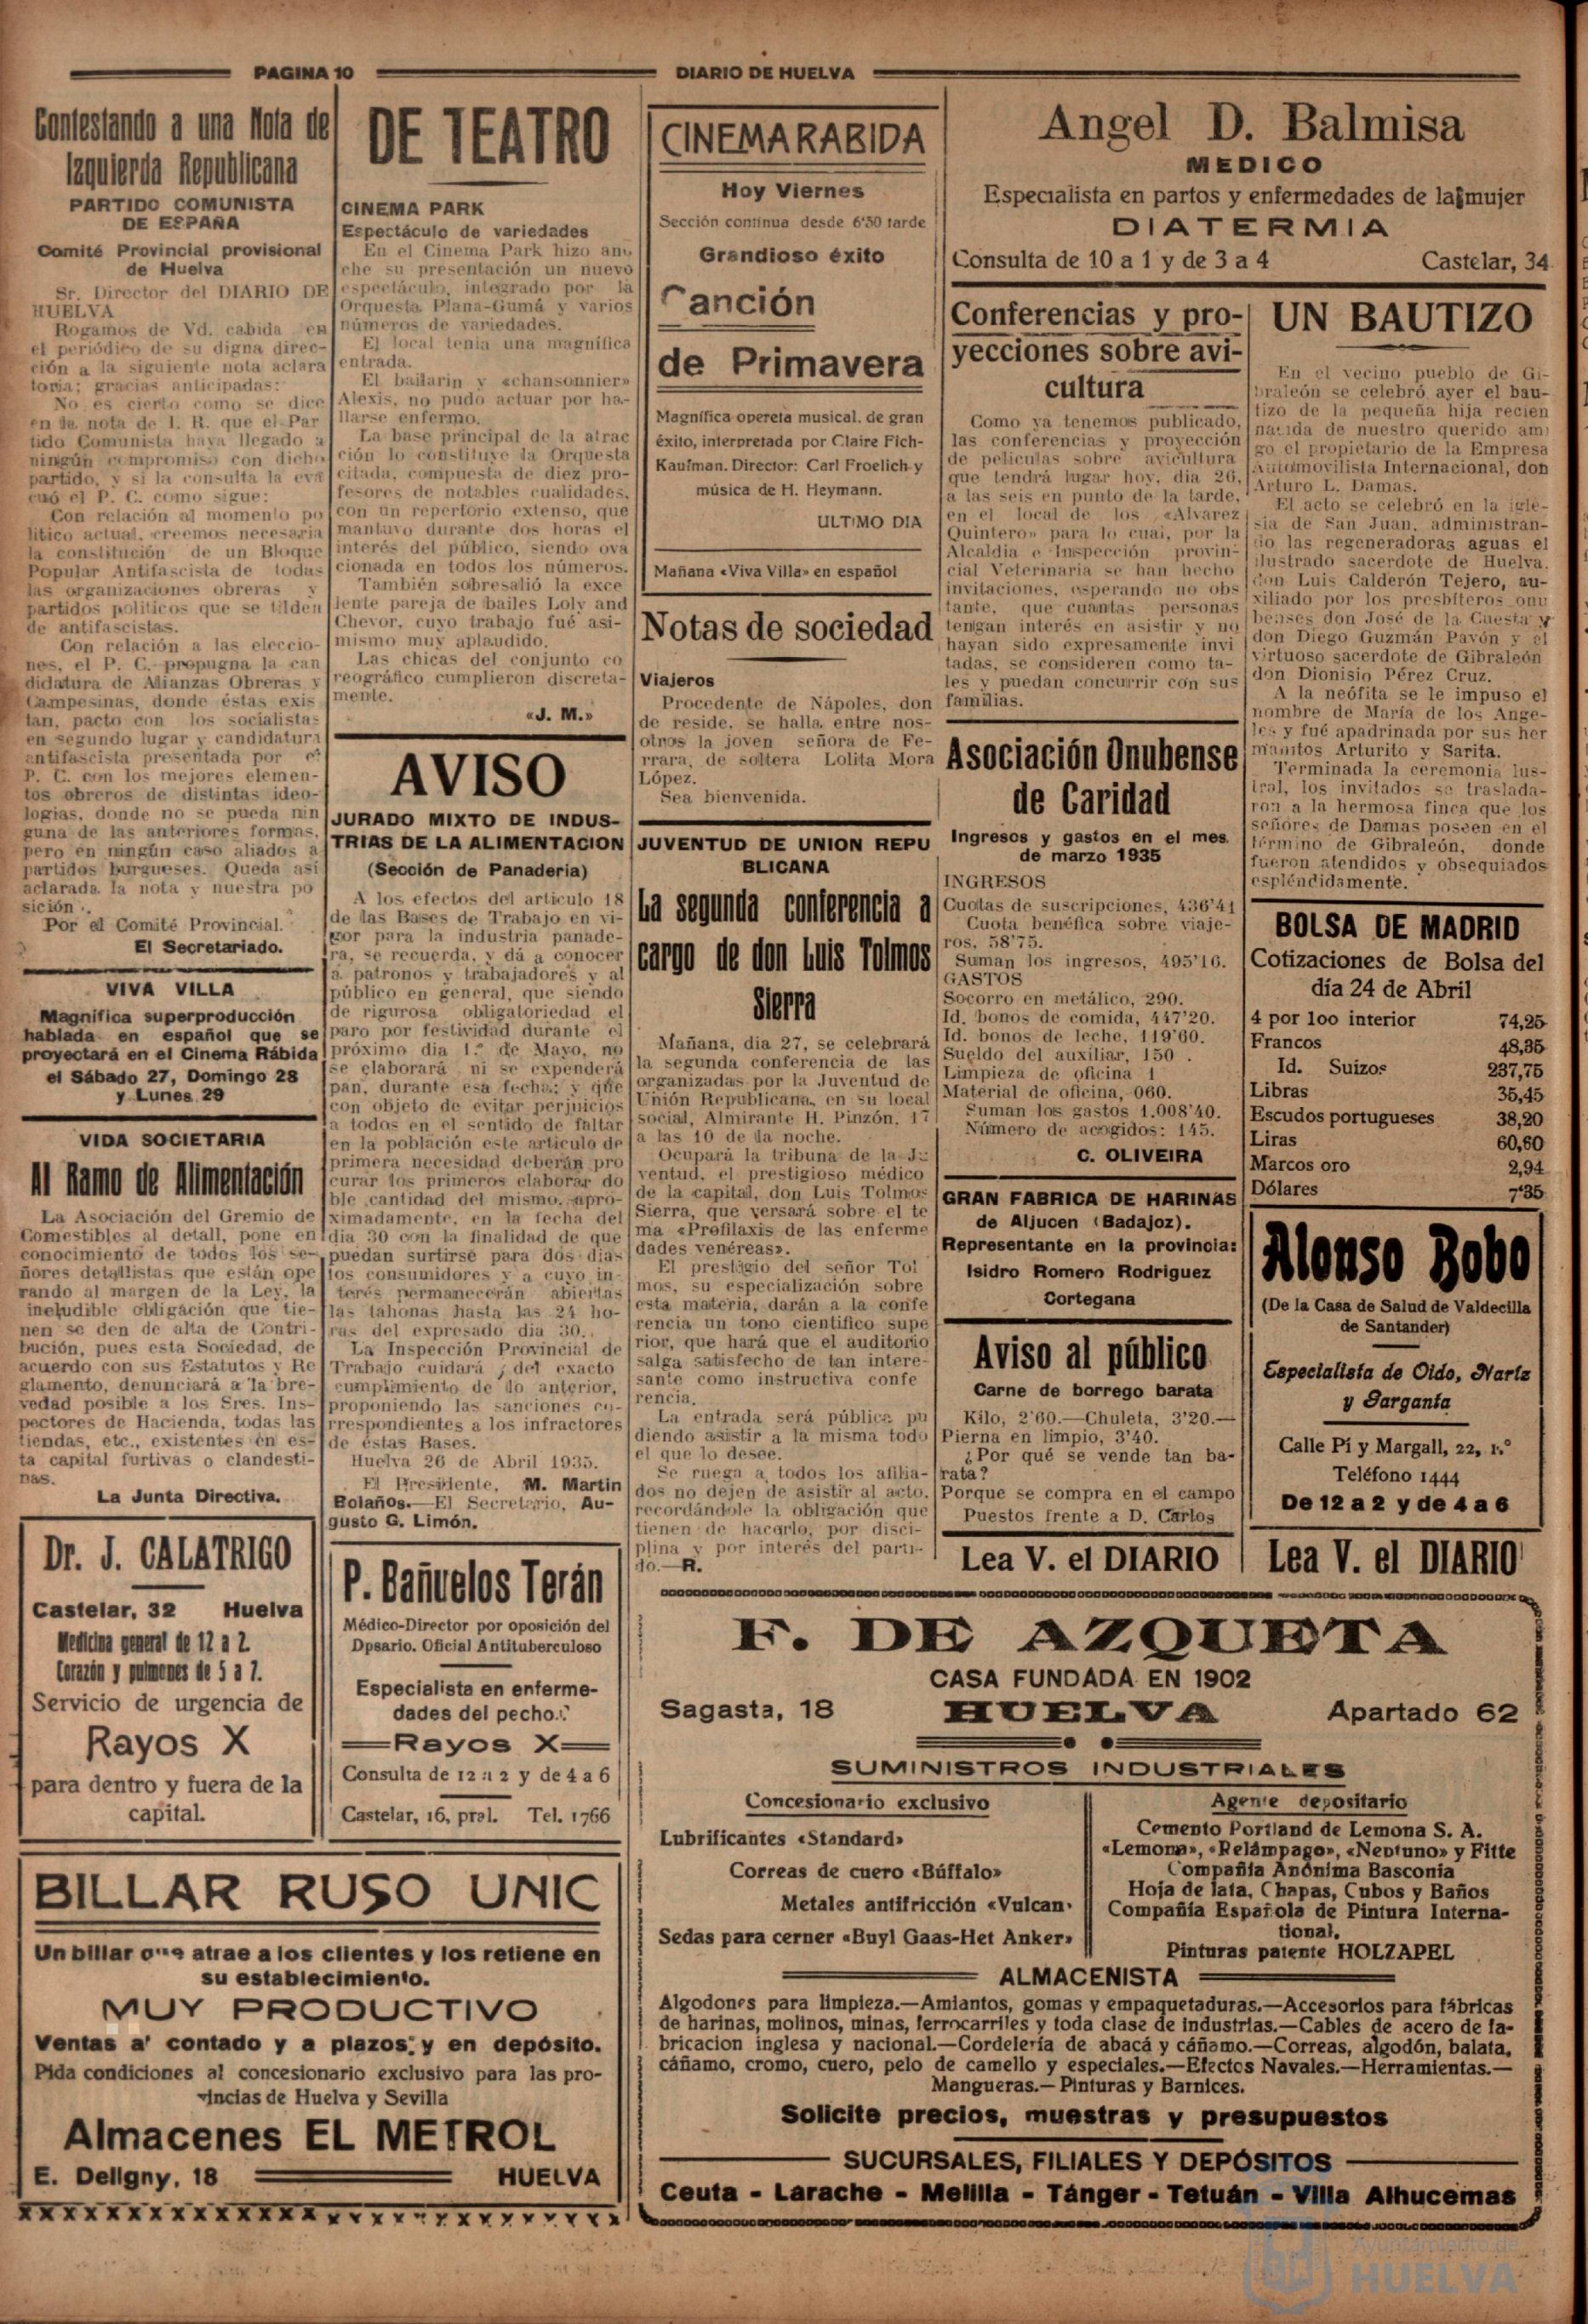 PAGINA 10
DIARIO DE HUELVA
Contestando a una Nota de
Izquierda Republicana
PARTIDO COMUNISTA
DE ESPAÑA
Comité Provincial provisional
de Huelva
Sr. Director del DIARIO DE
HUELVA
Rogamos de Vd. cabida en
el periódico de su digna direc-
ción a la siguiente nota aclara
toria; gracias anticipadas:
No es cierto como se dice
en la nota de I. R. que el Par
tido Comunista haya llegado a
ningún compromiso con dicho
partido, y si la consulta la eva
cuó el P. C. como sigue:
Con relación al momento po
lítico actual, creemos necesaria
la constitución de un Bloque
Popular Antifascista de todas
las organizaciones obreras y
partidos políticos que se tilden
de antifascistas.
Con relación a las eleccio-
nes, el P. C. propugna la can
didatura de Alianzas Obreras y
Campesinas, donde éstas exis
tan, pacto con los socialistas
en segundo lugar y candidatura
antifascista presentada por el
P. C. con los mejores elemen-
tos obreros de distintas ideo-
logías, donde no se pueda nin
guna de las anteriores formas,
pero en ningún caso aliados a
partidos burgueses. Queda así
aclarada la nota y nuestra po
sición.
Por el Comité Provincial.
El Secretariado.
VIVA VILLA
Magnífica superproducción
hablada en español que se
proyectará en el Cinema Rábida
el Sábado 27, Domingo 28
y Lunes 29
VIDA SOCIETARIA
Al Ramo de Alimentación
La Asociación del Gremio de
Comestibles al detall, pone en
conocimiento de todos los se-
ñores detallistas que están ope
rando al margen de la Ley, la
ineludible obligación que tie-
nen se den de alta de Contri-
bución, pues esta Sociedad, de
acuerdo con sus Estatutos y Re
glamento, denunciará a la bre-
vedad posible a los Sres. Ins-
pectores de Hacienda, todas las
tiendas, etc., existentes en es-
ta capital furtivas o clandesti-
nas.
La Junta Directiva.
Dr. J. CALATRIGO
Castelar, 32 Huelva
Medicina general de 12 a 2.
Corazón y pulmones de 5 a 7.
Servicio de urgencia de
Rayos X
para dentro y fuera de la
capital.
DE TEATRO
CINEMA PARK
Espectáculo de variedades
En el Cinema Park hizo ano
che su presentación un nuevo
espectáculo, integrado por la
Orquesta Plana-Gumá y varios
números de variedades.
El local tenía una magnífica
entrada.
El bailarín y «chansonnier»
Alexis, no pudo actuar por ha-
llarse enfermo.
La base principal de la atrac
ción lo constituye la Orquesta
citada, compuesta de diez pro-
fesores de notables cualidades,
con un repertorio extenso, que
mantuvo durante dos horas el
interés del público, siendo ova
cionada en todos los números.
También sobresalió la exce
lente pareja de bailes Loly and
Chevor, cuyo trabajo fué asi-
mismo muy aplaudido.
Las chicas del conjunto co
reográfico cumplieron discreta-
mente.
«J. M.»
AVISO
JURADO MIXTO DE INDUS-
TRIAS DE LA ALIMENTACION
(Sección de Panadería)
A los efectos del artículo 18
de las Bases de Trabajo en vi-
gor para la industria panade-
ra, se recuerda, y dá a conocer
a patronos y trabajadores y al
público en general, que siendo
de rigurosa obligatoriedad el
paro por festividad durante el
próximo dia 1.º de Mayo, no
se elaborará ni se expenderá
pan, durante esa fecha; y que
con objeto de evitar perjuicios
a todos en el sentido de faltar
en la población este artículo de
primera necesidad deberán pro
curar los primeros elaborar do
ble cantidad del mismo, apro-
ximadamente, en la fecha del
dia 30 con la finalidad de que
puedan surtirse para dos dias
los consumidores y a cuyo in-
terés permanecerán abiertas
las tahonas hasta las 24 ho-
ras del expresado dia 30.
La Inspección Provincial de
Trabajo cuidará del exacto
cumplimiento de lo anterior,
proponiendo las sanciones co-
rrespondientes a los infractores
de éstas Bases.
Huelva 26 de Abril 1935.
El Presidente, M. Martin
Bolaños.—El Secretario, Au-
gusto G. Limón.
P. Bañuelos Terán
Médico-Director por oposición del
Dpsario. Oficial Antituberculoso
Especialista en enferme-
dades del pecho.
Rayos X
Consulta de 12 a 2 y de 4 a 6
Castelar, 16, pral. Tel. 1766
BILLAR RUSO UNIC
Un billar que atrae a los clientes y los retiene en
su establecimiento.
MUY PRODUCTIVO
Ventas al contado y a plazos; y en depósito.
Pida condiciones al concesionario exclusivo para las pro-
vincias de Huelva y Sevilla
Almacenes EL METROL
E. Deligny, 18 HUELVA
CINEMA RABIDA
Hoy Viernes
Sección contínua desde 6'30 tarde
Grandioso éxito
Canción
de Primavera
Magnífica opereta musical, de gran
éxito, interpretada por Claire Fich-
Kaufman. Director: Carl Froelich y
música de H. Heymann.
ULTIMO DIA
Mañana «Viva Villa» en español
Notas de sociedad
Viajeros
Procedente de Nápoles, don
de reside, se halla entre nos-
otros la joven señora de Fe-
rrara, de soltera Lolita Mora
López.
Sea bienvenida.
JUVENTUD DE UNION REPU
BLICANA
La segunda conferencia a
cargo de don Luis Tolmos
Sierra
Mañana, dia 27, se celebrará
la segunda conferencia de las
organizadas por la Juventud de
Unión Republicana, en su local
social, Almirante H. Pinzón, 17
a las 10 de la noche.
Ocupará la tribuna de la Ju
ventud, el prestigioso médico
de la capital, don Luis Tolmos
Sierra, que versará sobre el te
ma «Profilaxis de las enferme
dades venéreas».
El prestigio del señor Tol
mos, su especialización sobre
esta materia, darán a la confe
rencia un tono científico supe
rior, que hará que el auditorio
salga satisfecho de tan intere-
sante como instructiva confe
rencia.
La entrada será pública pu
diendo asistir a la misma todo
el que lo desee.
Se ruega a todos los afilia-
dos no dejen de asistir al acto,
recordándole la obligación que
tienen de hacerlo, por disci-
plina y por interés del parti-
do.—R.
Angel D. Balmisa
MEDICO
Especialista en partos y enfermedades de la mujer
DIATERMIA
Consulta de 10 a 1 y de 3 a 4 Castelar, 34
Conferencias y pro-
yecciones sobre avi-
cultura
Como ya tenemos publicado,
las conferencias y proyección
de películas sobre avicultura
que tendrá lugar hoy, dia 26,
a las seis en punto de la tarde,
en el local de los «Alvarez
Quintero» para lo cual, por la
Alcaldía e Inspección provin-
cial Veterinaria se han hecho
invitaciones, esperando no obs
tante, que cuantas personas
tengan interés en asistir y no
hayan sido expresamente invi
tadas, se consideren como ta-
les y puedan concurrir con sus
familias.
Asociación Onubense
de Caridad
Ingresos y gastos en el mes
de marzo 1935
INGRESOS
Cuotas de suscripciones, 436'41
Cuota benéfica sobre viaje-
ros, 58'75.
Suman los ingresos, 495'16.
GASTOS
Socorro en metálico, 290.
Id. bonos de comida, 447'20.
Id. bonos de leche, 119'60.
Sueldo del auxiliar, 150 .
Limpieza de oficina 1
Material de oficina, 060.
Suman los gastos 1.008'40.
Número de acogidos: 145.
C. OLIVEIRA
GRAN FABRICA DE HARINAS
de Aljucen (Badajoz).
Representante en la provincia:
Isidro Romero Rodriguez
Cortegana
Aviso al público
Carne de borrego barata
Kilo, 2'60.—Chuleta, 3'20.—
Pierna en limpio, 3'40.
¿Por qué se vende tan ba-
rata?
Porque se compra en el campo
Puestos frente a D. Carlos
Lea V. el DIARIO
UN BAUTIZO
En el vecino pueblo de Gi-
braleón se celebró ayer el bau-
tizo de la pequeña hija recien
nacida de nuestro querido ami
go el propietario de la Empresa
Automovilista Internacional, don
Arturo L. Damas.
El acto se celebró en la igle-
sia de San Juan, administran-
do las regeneradoras aguas el
ilustrado sacerdote de Huelva,
don Luis Calderón Tejero, au-
xiliado por los presbíteros onu
benses don José de la Cuesta y
don Diego Guzmán Pavón y el
virtuoso sacerdote de Gibraleón
don Dionisio Pérez Cruz.
A la neófita se le impuso el
nombre de María de los Ange-
les y fué apadrinada por sus her
manitos Arturito y Sarita.
Terminada la ceremonia lus-
tral, los invitados se traslada-
ron a la hermosa finca que los
señores de Damas poseen en el
término de Gibraleón, donde
fueron atendidos y obsequiados
espléndidamente.
BOLSA DE MADRID
Cotizaciones de Bolsa del
día 24 de Abril
4 por 100 interior 74,25
Francos 48,35
Id. Suizos 237,75
Libras 35,45
Escudos portugueses 38,20
Liras 60,60
Marcos oro 2,94
Dólares 7'35
Alonso Bobo
(De la Casa de Salud de Valdecilla
de Santander)
Especialista de Oido, Nariz
y Garganta
Calle Pí y Margall, 22, 1.º
Teléfono 1444
De 12 a 2 y de 4 a 6
Lea V. el DIARIO
F. DE AZQUETA
CASA FUNDADA EN 1902
Sagasta, 18 HUELVA Apartado 62
SUMINISTROS INDUSTRIALES
Concesionario exclusivo
Lubrificantes «Standard»
Correas de cuero «Búffalo»
Metales antifricción «Vulcan»
Sedas para cerner «Buyl Gaas-Het Anker»
Agente depositario
Cemento Portland de Lemona S. A.
«Lemona», «Relámpago», «Neptuno» y Fitte
Compañía Anónima Basconia
Hoja de lata, Chapas, Cubos y Baños
Compañía Española de Pintura Interna-
tional,
Pinturas patente HOLZAPEL
ALMACENISTA
Algodones para limpieza.—Amiantos, gomas y empaquetaduras.—Accesorios para fábricas
de harinas, molinos, minas, ferrocarriles y toda clase de industrias.—Cables de acero de fa-
bricacion inglesa y nacional.—Cordelería de abacá y cáñamo.—Correas, algodón, balata,
cáñamo, cromo, cuero, pelo de camello y especiales.—Efectos Navales.—Herramientas.—
Mangueras.—Pinturas y Barnices.
Solicite precios, muestras y presupuestos
SUCURSALES, FILIALES Y DEPÓSITOS
Ceuta - Larache - Melilla - Tánger - Tetuán - Villa Alhucemas
Ayuntamiento de
HUELVA